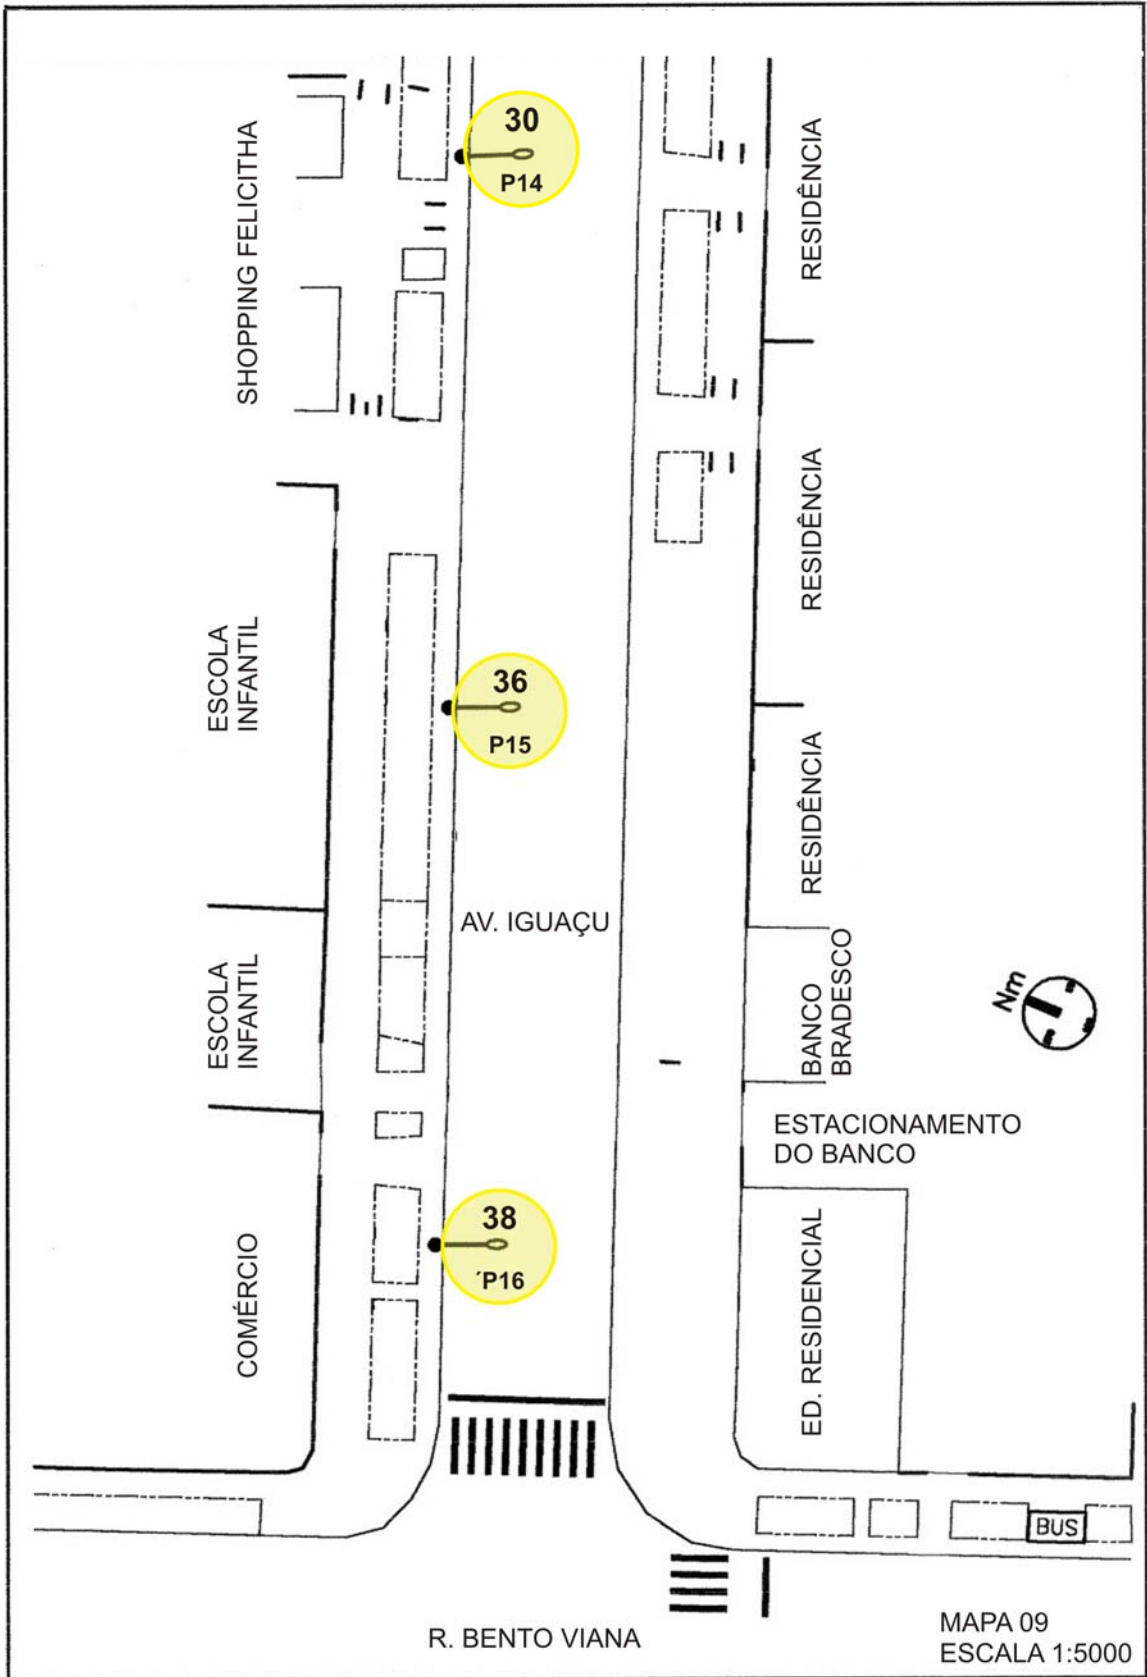 30
P14
SHOPPING FELICITHA
RESIDÊNCIA
RESIDÊNCIA
36
P15
ESCOLA
INFANTIL
RESIDÊNCIA
AV. IGUAÇU
ESCOLA
INFANTIL
BANCO
BRADESCO
Nm
ESTACIONAMENTO
DO BANCO
38
´P16
COMÉRCIO
ED. RESIDENCIAL
BUS
R. BENTO VIANA
MAPA 09
ESCALA 1:5000